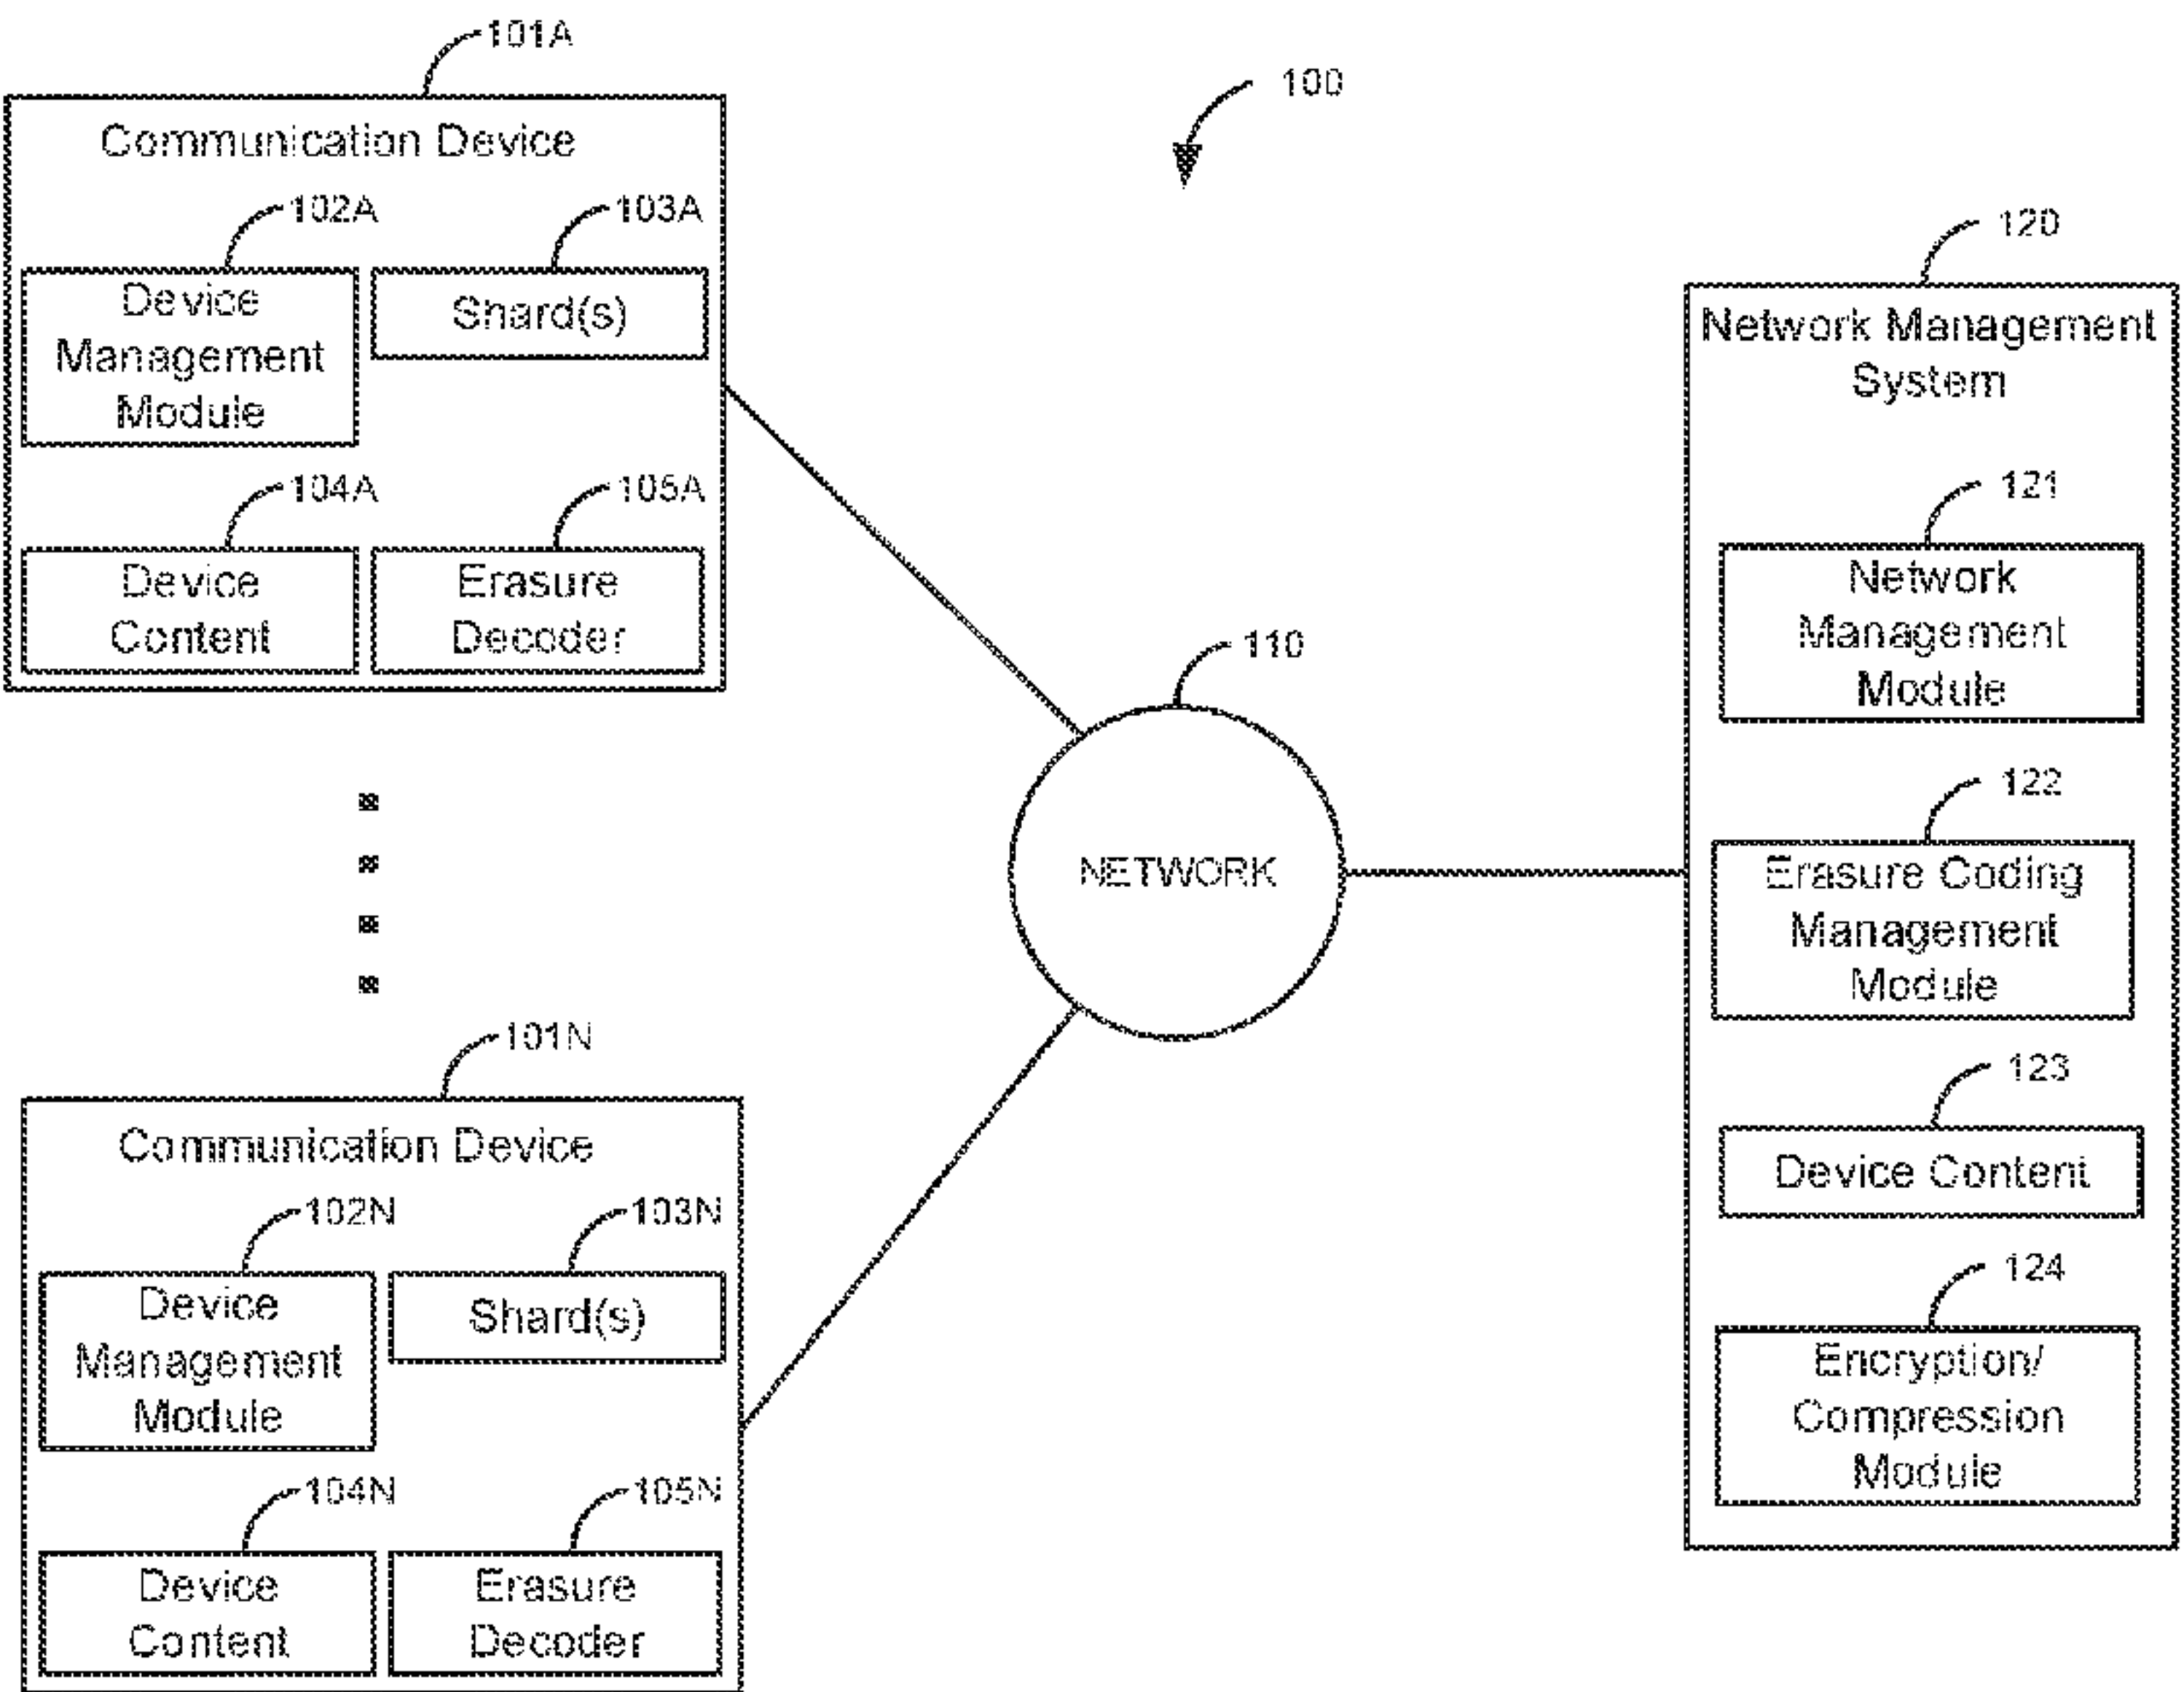 101A
Communication Device
102A
103A
Device
Management
Module
Shard(s)
104A
105A
Device
Content
Erasure
Decoder
100
110
NETWORK
101N
Communication Device
102N
103N
Device
Management
Module
Shard(s)
104N
105N
Device
Content
Erasure
Decoder
120
Network Management
System
121
Network
Management
Module
122
Erasure Coding
Management
Module
123
Device Content
124
Encryption/
Compression
Module